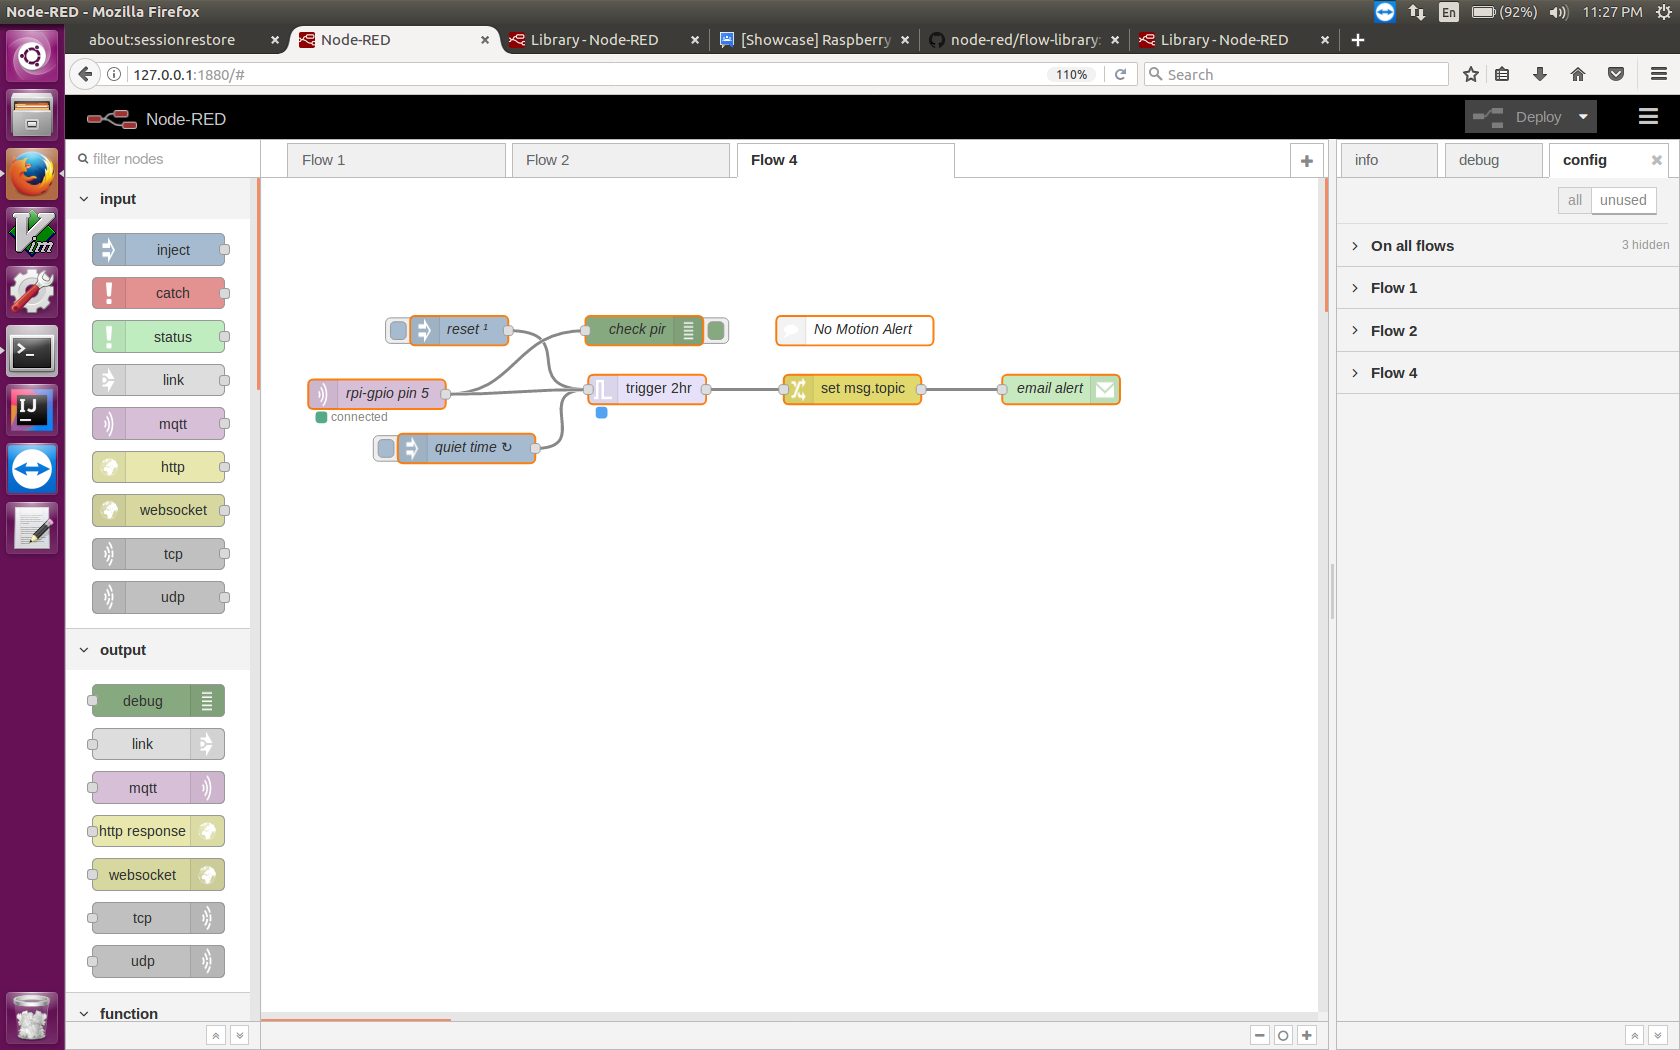 Node-RED - Mozilla Firefox
En
(92%)
11:27 PM
about:sessionrestore
Node-RED
Library - Node-RED
[Showcase] Raspberry
node-red/flow-library:
Library - Node-RED
127.0.0.1:1880/#
110%
Search
Node-RED
Deploy
filter nodes
Flow 1
Flow 2
Flow 4
info
debug
config
all
unused
input
inject
catch
status
link
mqtt
http
websocket
tcp
udp
output
debug
link
mqtt
http response
websocket
tcp
udp
function
reset ¹
check pir
No Motion Alert
rpi-gpio pin 5
connected
trigger 2hr
set msg.topic
email alert
quiet time ↻
On all flows
3 hidden
Flow 1
Flow 2
Flow 4
Vim
IJ